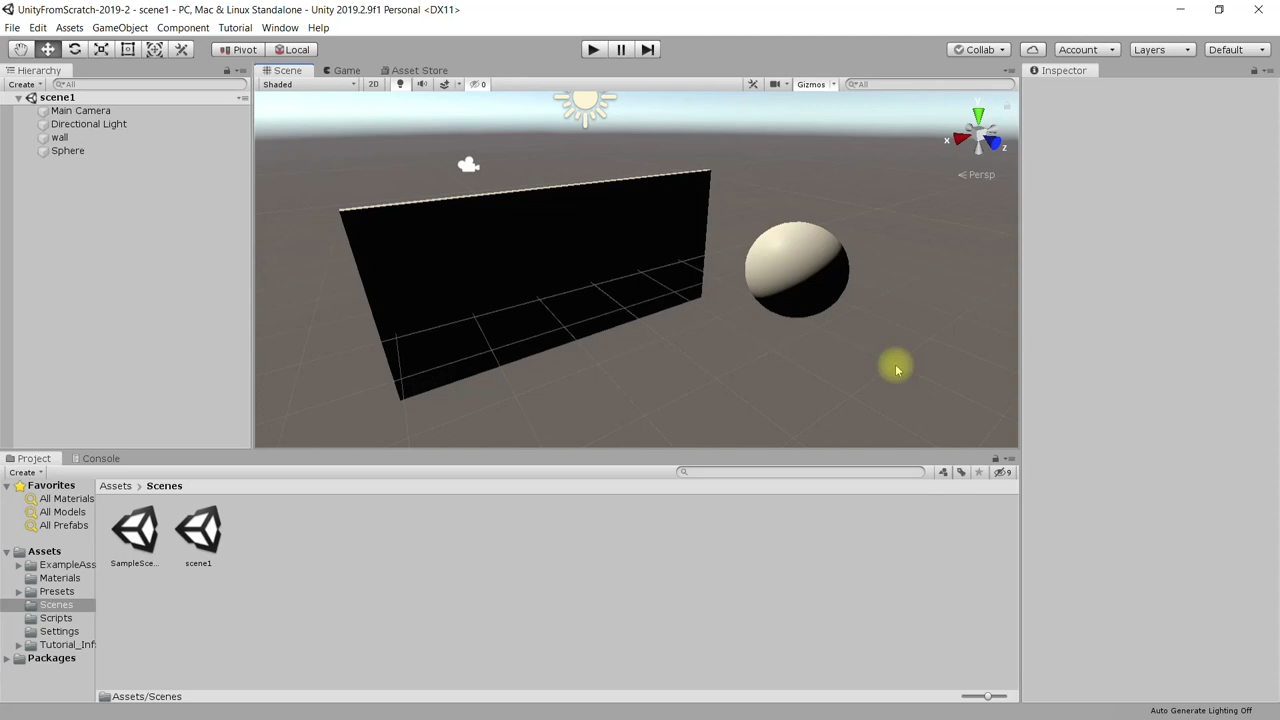 UnityFromScratch-2019-2 - scene1 - PC, Mac & Linux Standalone - Unity 2019.2.9f1 Personal <DX11>
File Edit Assets GameObject Component Tutorial Window Help
Pivot Local Collab Account Layers Default
Hierarchy
Create All
scene1
Main Camera
Directional Light
wall
Sphere
Scene Game Asset Store
Shaded 2D 0 Gizmos All
y
x
z
Persp
Inspector
Project Console
Create 9
Favorites
All Materials
All Models
All Prefabs
Assets
ExampleAss
Materials
Presets
Scenes
Scripts
Settings
Tutorial_Inf
Packages
Assets > Scenes
SampleSce...
scene1
Assets/Scenes
Auto Generate Lighting Off